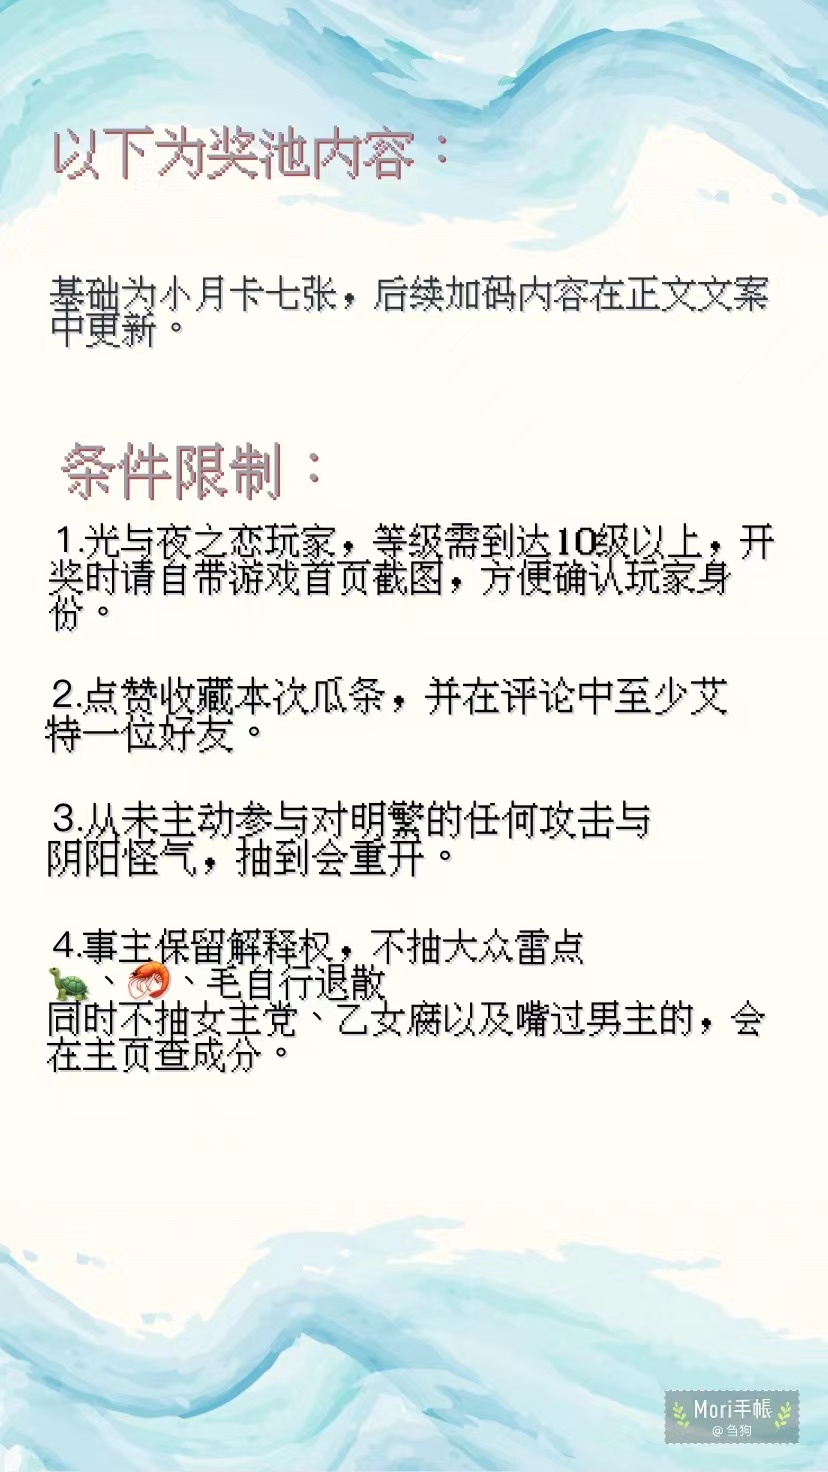 以下为奖池内容：
基础为小月卡七张，后续加码内容在正文文案
中更新。
条件限制：
1.光与夜之恋玩家，等级需到达10级以上，开
奖时请自带游戏首页截图，方便确认玩家身
份。
2.点赞收藏本次瓜条，并在评论中至少艾
特一位好友。
3.从未主动参与对明繁的任何攻击与
阴阳怪气，抽到会重开。
4.事主保留解释权，不抽大众雷点
🐢、🦐、毛自行退散
同时不抽女主党、乙女腐以及嘴过男主的，会
在主页查成分。
Mori手帳
@刍狗